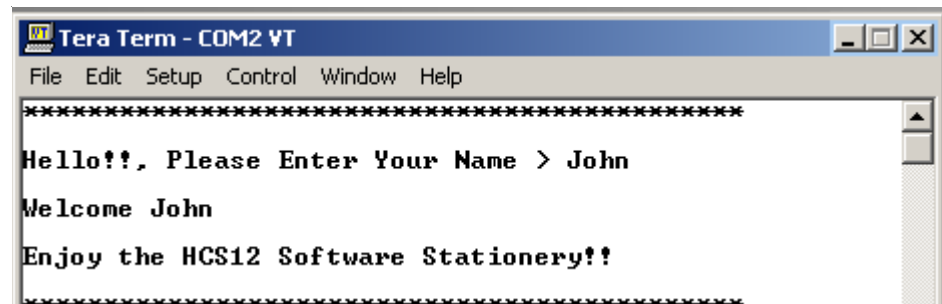 Tera Term - COM2 VT
File Edit Setup Control Window Help
*********************************************
Hello!!, Please Enter Your Name > John
Welcome John
Enjoy the HCS12 Software Stationery!!
*********************************************